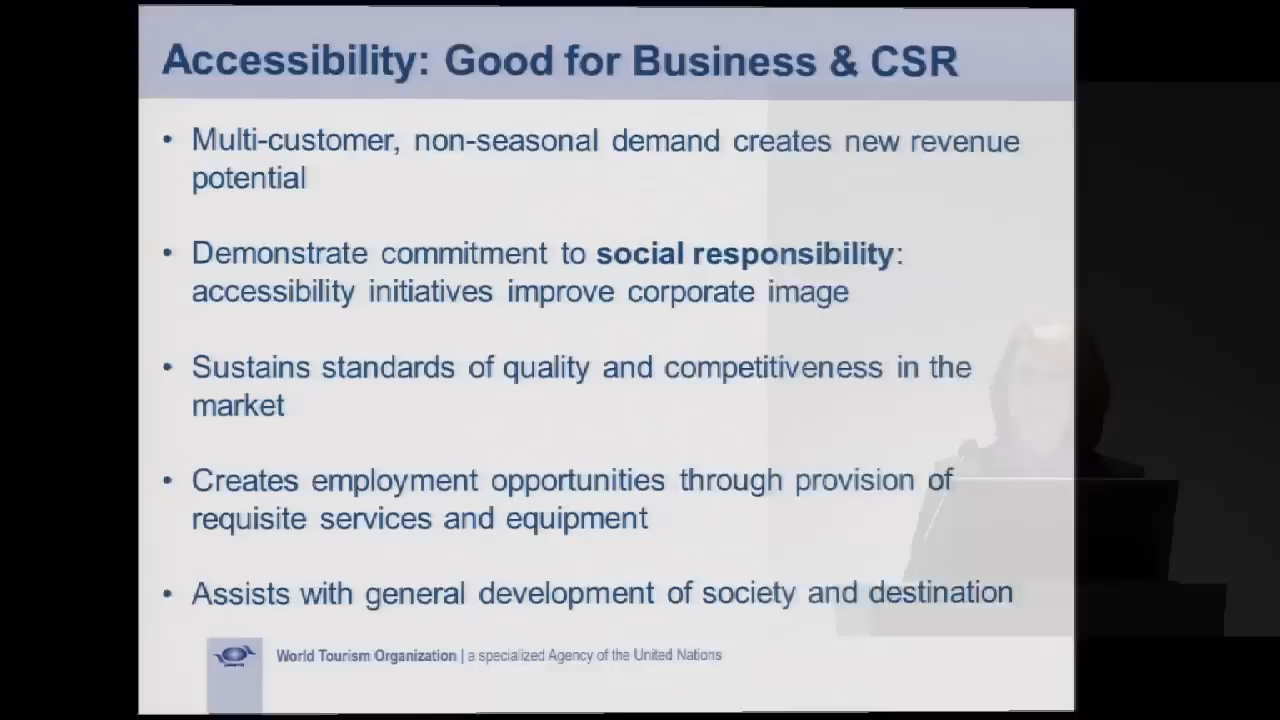 Accessibility: Good for Business & CSR
• Multi-customer, non-seasonal demand creates new revenue
potential
• Demonstrate commitment to social responsibility:
accessibility initiatives improve corporate image
• Sustains standards of quality and competitiveness in the
market
• Creates employment opportunities through provision of
requisite services and equipment
• Assists with general development of society and destination
World Tourism Organization | a specialized Agency of the United Nations